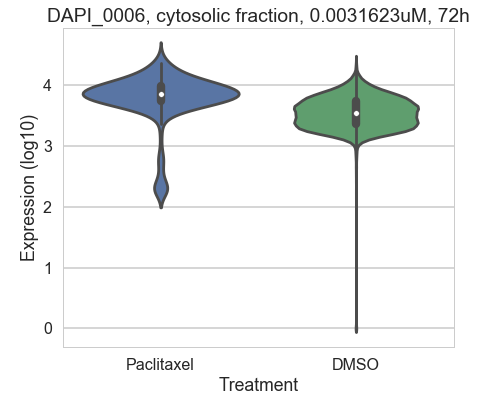 DAPI_0006, cytosolic fraction, 0.0031623uM, 72h
Expression (log10)
4
3
2
1
0
Paclitaxel DMSO
Treatment